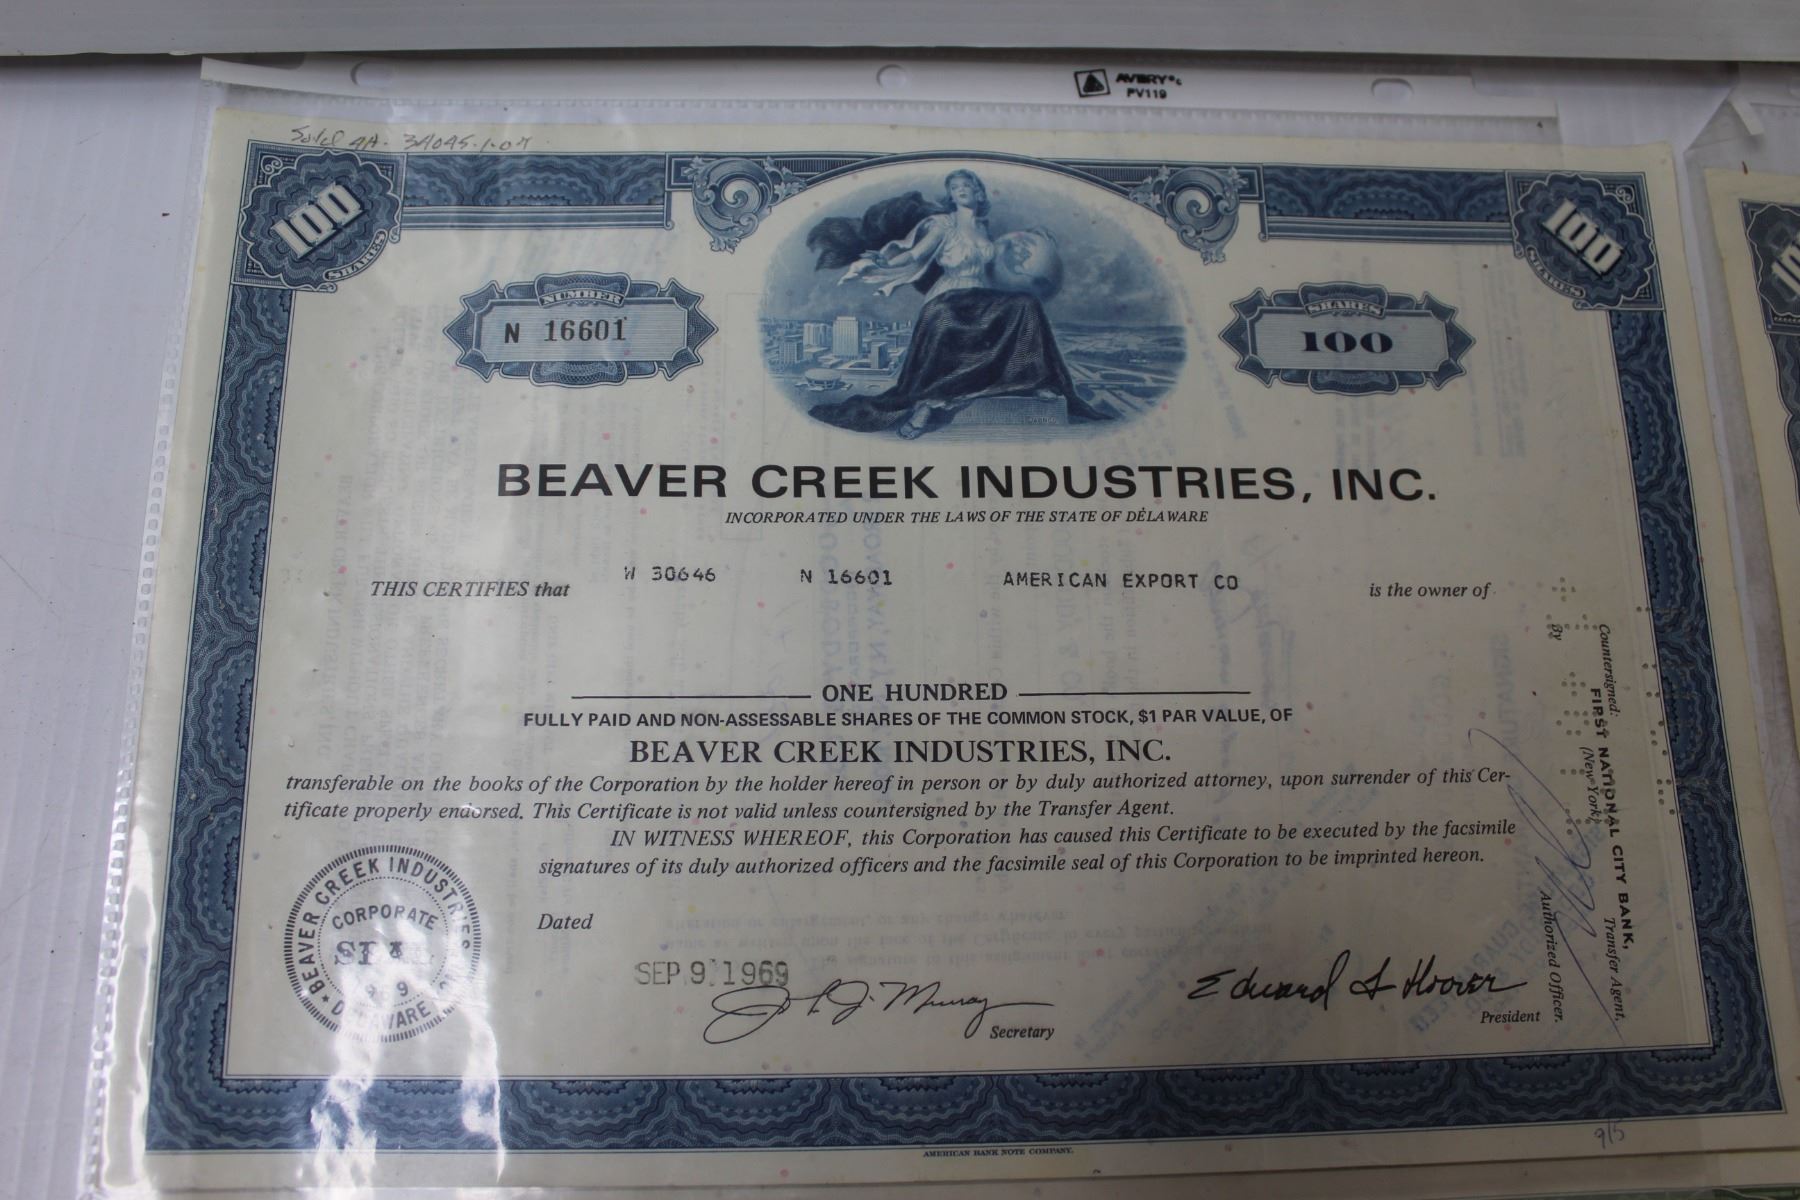 AVERY®
PV119
100
SHARES
100
SHARES
NUMBER
N 16601
SHARES
100
BEAVER CREEK INDUSTRIES, INC.
INCORPORATED UNDER THE LAWS OF THE STATE OF DELAWARE
W 30646 N 16601 AMERICAN EXPORT CO
THIS CERTIFIES that is the owner of
ONE HUNDRED
FULLY PAID AND NON-ASSESSABLE SHARES OF THE COMMON STOCK, $1 PAR VALUE, OF
BEAVER CREEK INDUSTRIES, INC.
transferable on the books of the Corporation by the holder hereof in person or by duly authorized attorney, upon surrender of this Cer-
tificate properly endorsed. This Certificate is not valid unless countersigned by the Transfer Agent.
IN WITNESS WHEREOF, this Corporation has caused this Certificate to be executed by the facsimile
signatures of its duly authorized officers and the facsimile seal of this Corporation to be imprinted hereon.
BEAVER CREEK INDUSTRIES
CORPORATE
SEAL
DELAWARE
Dated
SEP 9 1969
J L J. Murray
Secretary
Edward L Hoover
President
Countersigned:
FIRST NATIONAL CITY BANK,
(New York) Transfer Agent,
By
Authorized Officer.
9/5
AMERICAN BANK NOTE COMPANY.